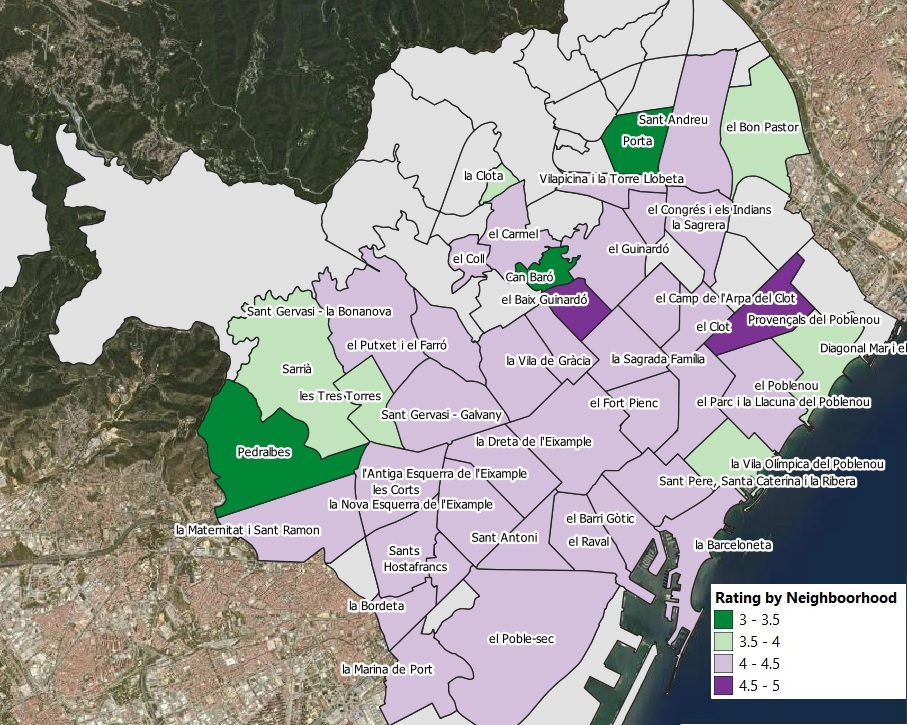 Sant Andreu
el Bon Pastor
Porta
la Clota
Vilapicina i la Torre Llobeta
el Congrés i els Indians
la Sagrera
el Carmel
el Guinardó
el Coll
Can Baró
el Baix Guinardó
el Camp de l'Arpa del Clot
Sant Gervasi - la Bonanova
Provençals del Poblenou
el Clot
el Putxet i el Farró
Diagonal Mar i el
la Vila de Gràcia
la Sagrada Família
Sarrià
el Poblenou
les Tres Torres
el Fort Pienc
el Parc i la Llacuna del Poblenou
Sant Gervasi - Galvany
la Dreta de l'Eixample
Pedralbes
la Vila Olímpica del Poblenou
l'Antiga Esquerra de l'Eixample
Sant Pere, Santa Caterina i la Ribera
les Corts
la Nova Esquerra de l'Eixample
el Barri Gòtic
la Maternitat i Sant Ramon
Sant Antoni
el Raval
la Barceloneta
Sants
Hostafrancs
la Bordeta
el Poble-sec
la Marina de Port
Rating by Neighboorhood
3 - 3.5
3.5 - 4
4 - 4.5
4.5 - 5